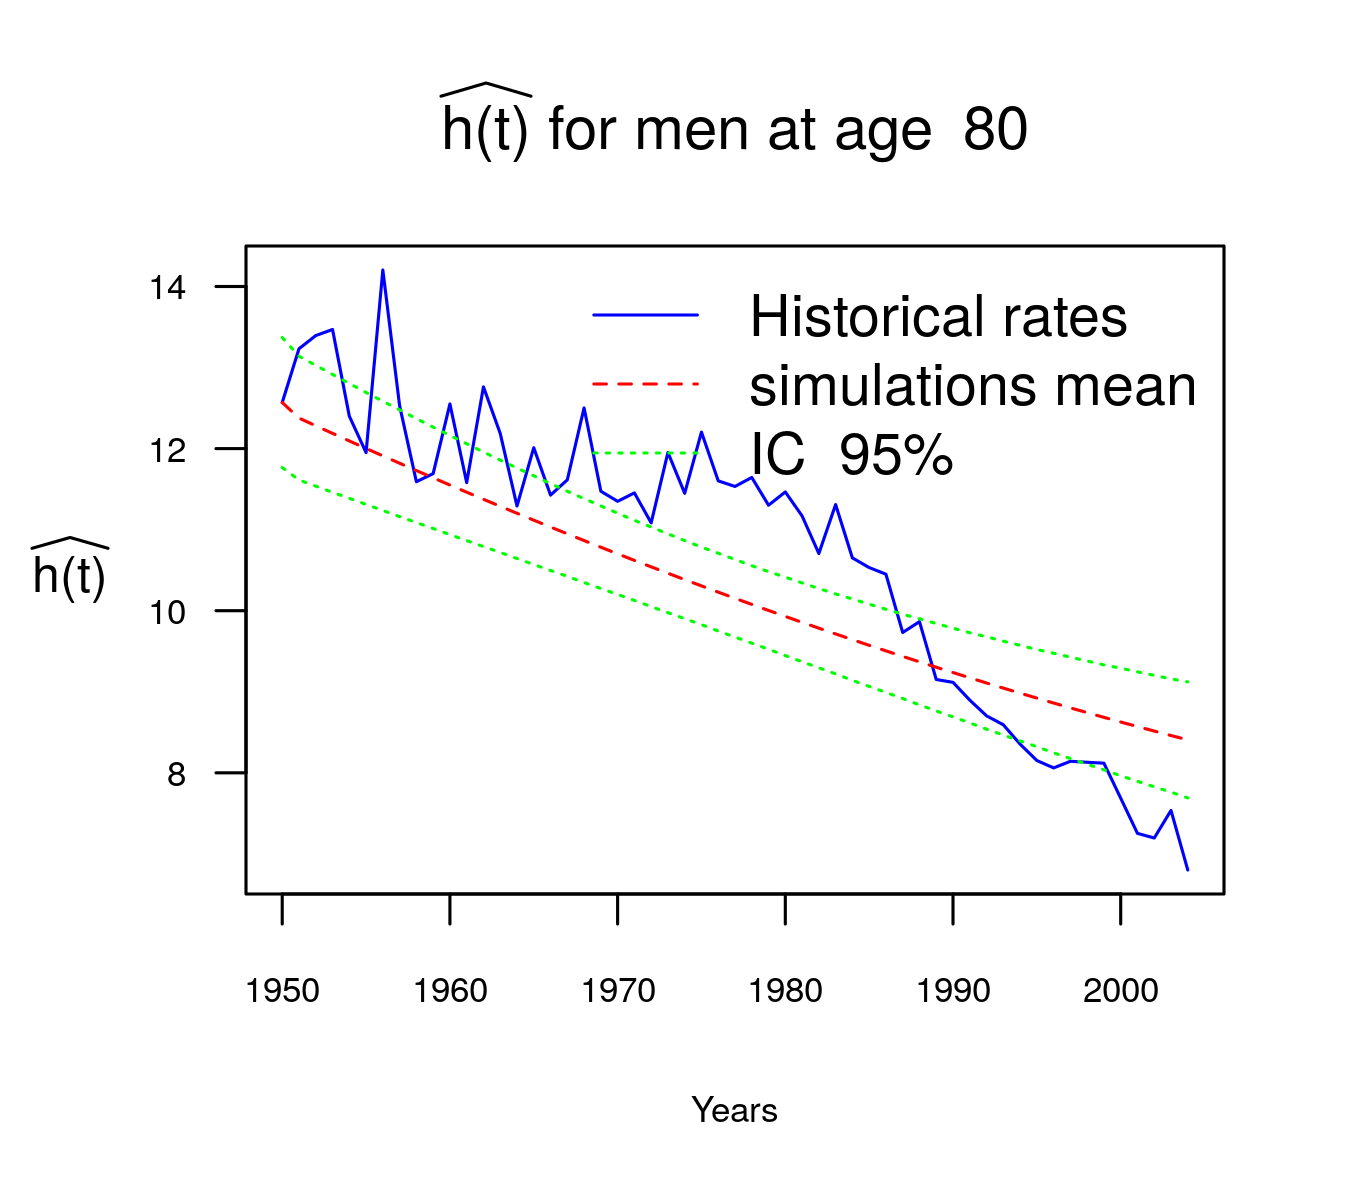 h(t) for men at age 80
Historical rates
simulations mean
IC 95%
h(t)
14
12
10
8
1950 1960 1970 1980 1990 2000
Years